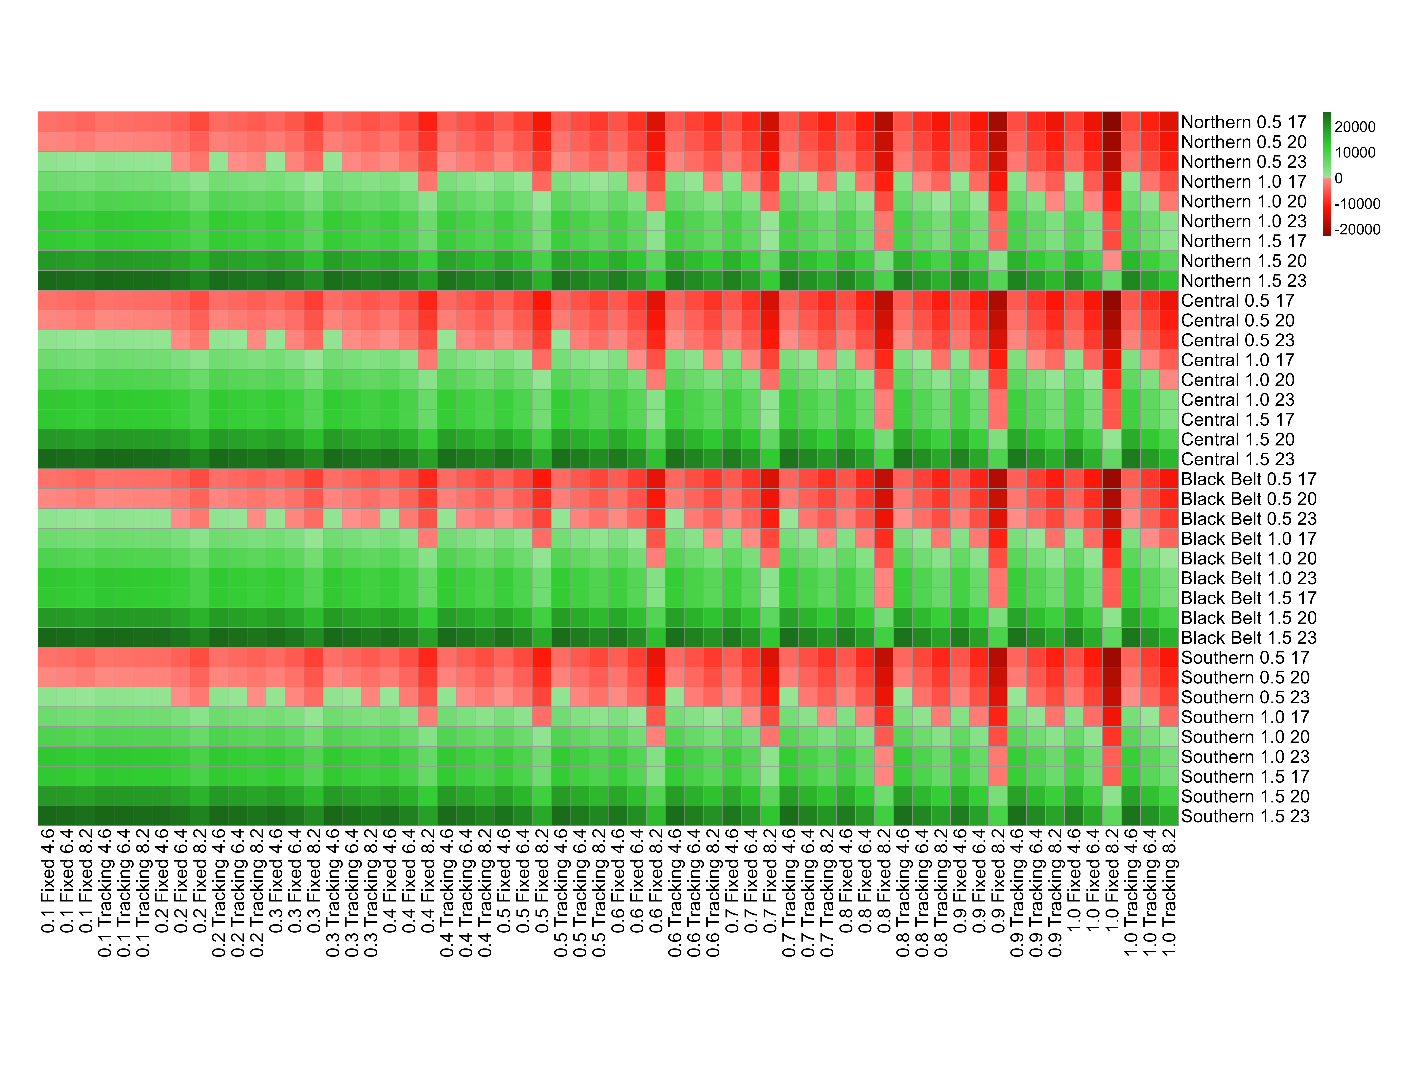 Northern 0.5 17
Northern 0.5 20
Northern 0.5 23
Northern 1.0 17
Northern 1.0 20
Northern 1.0 23
Northern 1.5 17
Northern 1.5 20
Northern 1.5 23
Central 0.5 17
Central 0.5 20
Central 0.5 23
Central 1.0 17
Central 1.0 20
Central 1.0 23
Central 1.5 17
Central 1.5 20
Central 1.5 23
Black Belt 0.5 17
Black Belt 0.5 20
Black Belt 0.5 23
Black Belt 1.0 17
Black Belt 1.0 20
Black Belt 1.0 23
Black Belt 1.5 17
Black Belt 1.5 20
Black Belt 1.5 23
Southern 0.5 17
Southern 0.5 20
Southern 0.5 23
Southern 1.0 17
Southern 1.0 20
Southern 1.0 23
Southern 1.5 17
Southern 1.5 20
Southern 1.5 23
20000
10000
0
-10000
-20000
0.1 Fixed 4.6
0.1 Fixed 6.4
0.1 Fixed 8.2
0.1 Tracking 4.6
0.1 Tracking 6.4
0.1 Tracking 8.2
0.2 Fixed 4.6
0.2 Fixed 6.4
0.2 Fixed 8.2
0.2 Tracking 4.6
0.2 Tracking 6.4
0.2 Tracking 8.2
0.3 Fixed 4.6
0.3 Fixed 6.4
0.3 Fixed 8.2
0.3 Tracking 4.6
0.3 Tracking 6.4
0.3 Tracking 8.2
0.4 Fixed 4.6
0.4 Fixed 6.4
0.4 Fixed 8.2
0.4 Tracking 4.6
0.4 Tracking 6.4
0.4 Tracking 8.2
0.5 Fixed 4.6
0.5 Fixed 6.4
0.5 Fixed 8.2
0.5 Tracking 4.6
0.5 Tracking 6.4
0.5 Tracking 8.2
0.6 Fixed 4.6
0.6 Fixed 6.4
0.6 Fixed 8.2
0.6 Tracking 4.6
0.6 Tracking 6.4
0.6 Tracking 8.2
0.7 Fixed 4.6
0.7 Fixed 6.4
0.7 Fixed 8.2
0.7 Tracking 4.6
0.7 Tracking 6.4
0.7 Tracking 8.2
0.8 Fixed 4.6
0.8 Fixed 6.4
0.8 Fixed 8.2
0.8 Tracking 4.6
0.8 Tracking 6.4
0.8 Tracking 8.2
0.9 Fixed 4.6
0.9 Fixed 6.4
0.9 Fixed 8.2
0.9 Tracking 4.6
0.9 Tracking 6.4
0.9 Tracking 8.2
1.0 Fixed 4.6
1.0 Fixed 6.4
1.0 Fixed 8.2
1.0 Tracking 4.6
1.0 Tracking 6.4
1.0 Tracking 8.2